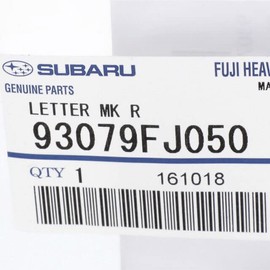 SUBARU FUJI HEAV
GENUINE PARTS MA
LETTER MK R
93079FJ050
QTY 1 161018